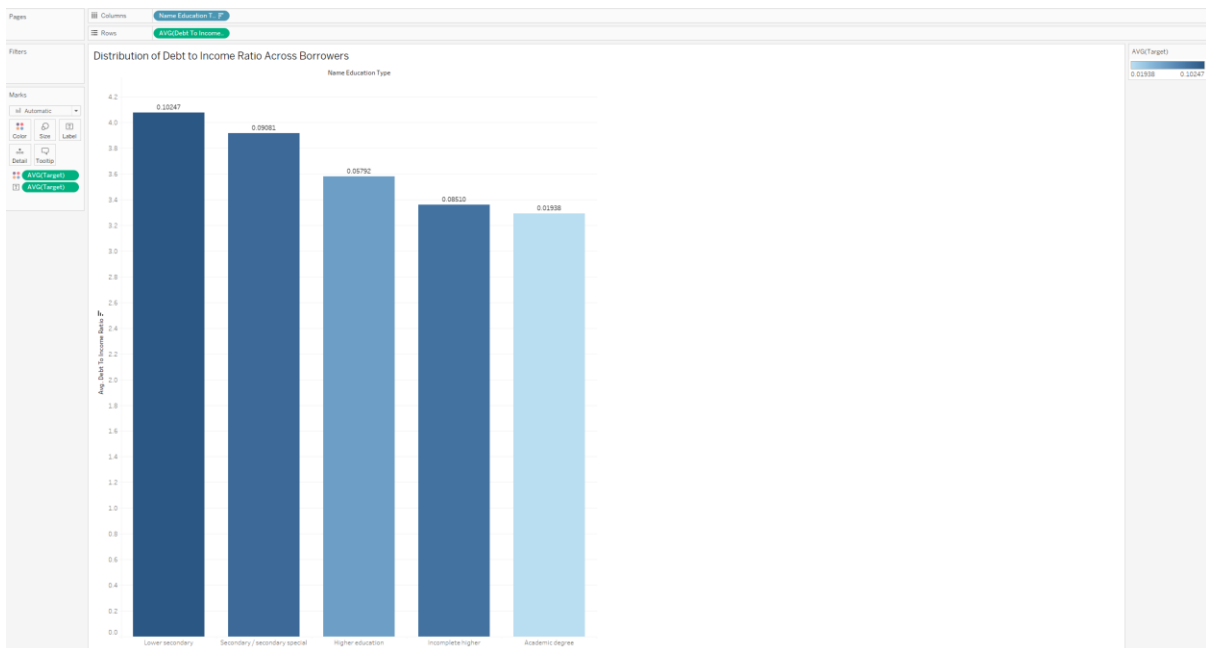 Pages
Columns
Name Education T..
Rows
AVG(Debt To Income..
Filters
Distribution of Debt to Income Ratio Across Borrowers
Name Education Type
AVG(Target)
0.01938 0.10247
Marks
Automatic
Color Size Label
Detail Tooltip
AVG(Target)
AVG(Target)
Avg. Debt To Income Ratio
4.2
4.0
3.8
3.6
3.4
3.2
3.0
2.8
2.6
2.4
2.2
2.0
1.8
1.6
1.4
1.2
1.0
0.8
0.6
0.4
0.2
0.0
0.10247
0.09081
0.05792
0.08510
0.01938
Lower secondary
Secondary / secondary special
Higher education
Incomplete higher
Academic degree